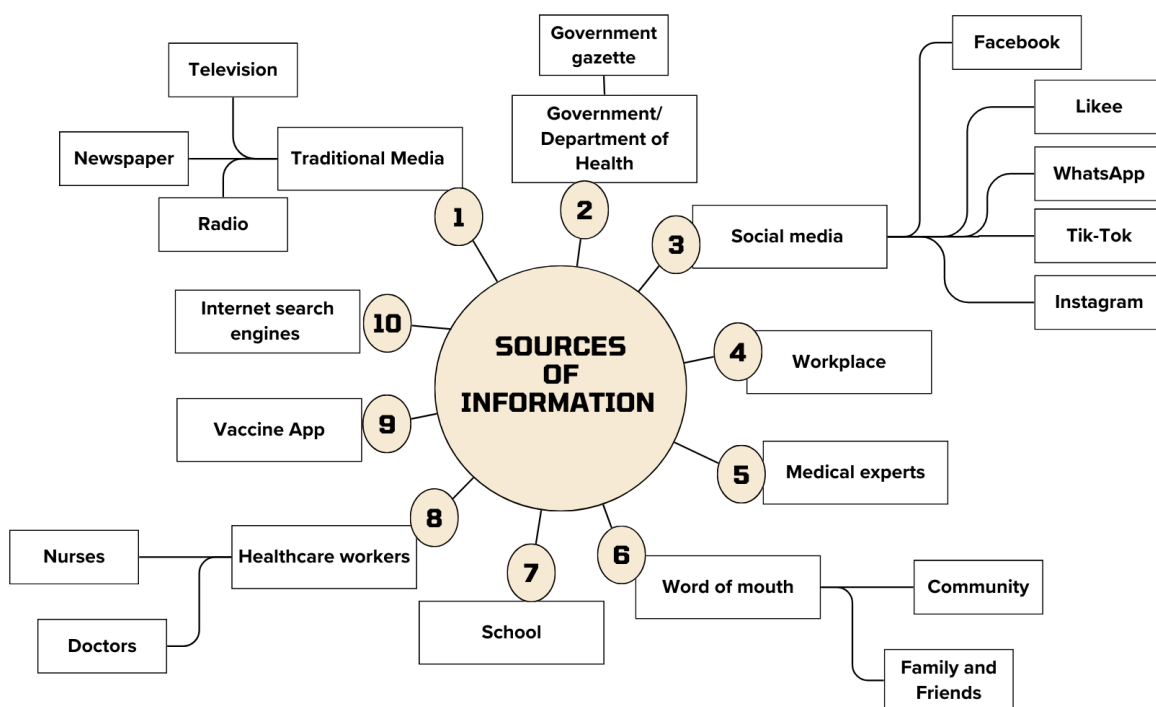 SOURCES
OF
INFORMATION
1
Traditional Media
Television
Newspaper
Radio
2
Government/
Department of
Health
Government
gazette
3
Social media
Facebook
Likee
WhatsApp
Tik-Tok
Instagram
4
Workplace
5
Medical experts
6
Word of mouth
Community
Family and
Friends
7
School
8
Healthcare workers
Nurses
Doctors
9
Vaccine App
10
Internet search
engines